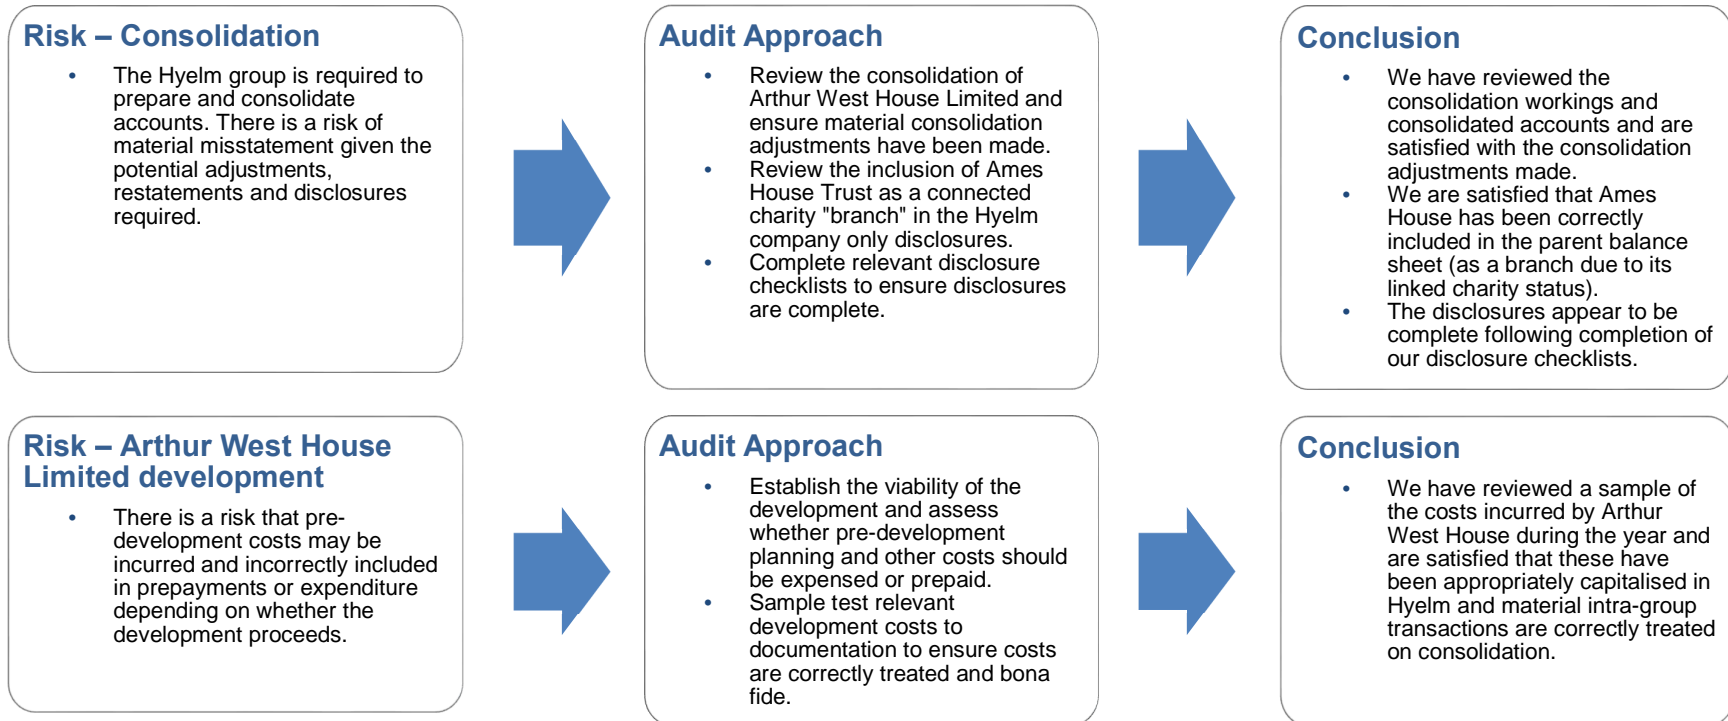 Risk – Consolidation
• The Hyelm group is required to
prepare and consolidate
accounts. There is a risk of
material misstatement given the
potential adjustments,
restatements and disclosures
required.
Audit Approach
• Review the consolidation of
Arthur West House Limited and
ensure material consolidation
adjustments have been made.
• Review the inclusion of Ames
House Trust as a connected
charity "branch" in the Hyelm
company only disclosures.
• Complete relevant disclosure
checklists to ensure disclosures
are complete.
Conclusion
• We have reviewed the
consolidation workings and
consolidated accounts and are
satisfied with the consolidation
adjustments made.
• We are satisfied that Ames
House has been correctly
included in the parent balance
sheet (as a branch due to its
linked charity status).
• The disclosures appear to be
complete following completion of
our disclosure checklists.
Risk – Arthur West House
Limited development
• There is a risk that pre-
development costs may be
incurred and incorrectly included
in prepayments or expenditure
depending on whether the
development proceeds.
Audit Approach
• Establish the viability of the
development and assess
whether pre-development
planning and other costs should
be expensed or prepaid.
• Sample test relevant
development costs to
documentation to ensure costs
are correctly treated and bona
fide.
Conclusion
• We have reviewed a sample of
the costs incurred by Arthur
West House during the year and
are satisfied that these have
been appropriately capitalised in
Hyelm and material intra-group
transactions are correctly treated
on consolidation.